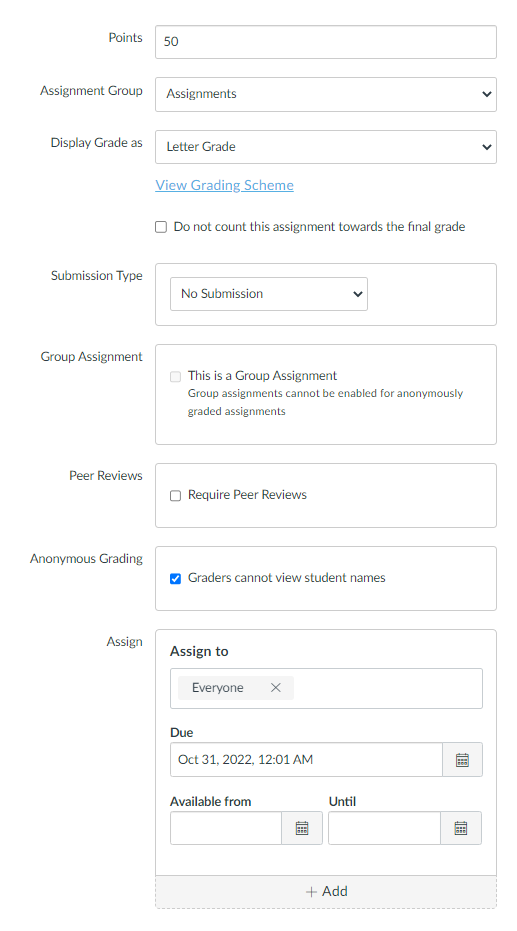 Points
50
Assignment Group
Assignments
Display Grade as
Letter Grade
View Grading Scheme
Do not count this assignment towards the final grade
Submission Type
No Submission
Group Assignment
This is a Group Assignment
Group assignments cannot be enabled for anonymously
graded assignments
Peer Reviews
Require Peer Reviews
Anonymous Grading
Graders cannot view student names
Assign
Assign to
Everyone
Due
Oct 31, 2022, 12:01 AM
Available from
Until
+ Add